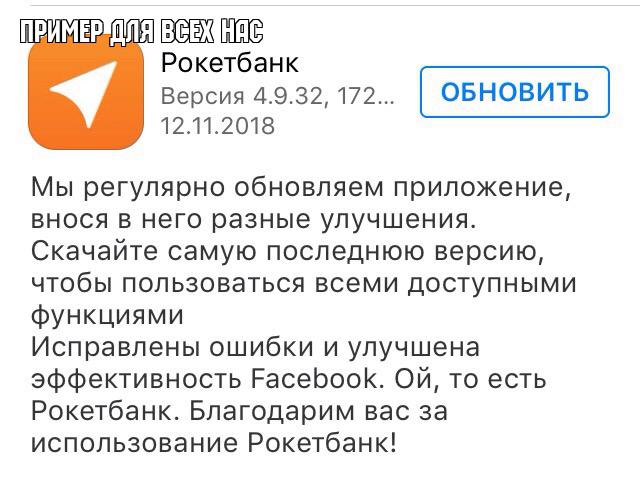 ПРИМЕР ДЛЯ ВСЕХ НАС
Рокетбанк
Версия 4.9.32, 172...
12.11.2018
ОБНОВИТЬ
Мы регулярно обновляем приложение,
внося в него разные улучшения.
Скачайте самую последнюю версию,
чтобы пользоваться всеми доступными
функциями
Исправлены ошибки и улучшена
эффективность Facebook. Ой, то есть
Рокетбанк. Благодарим вас за
использование Рокетбанк!